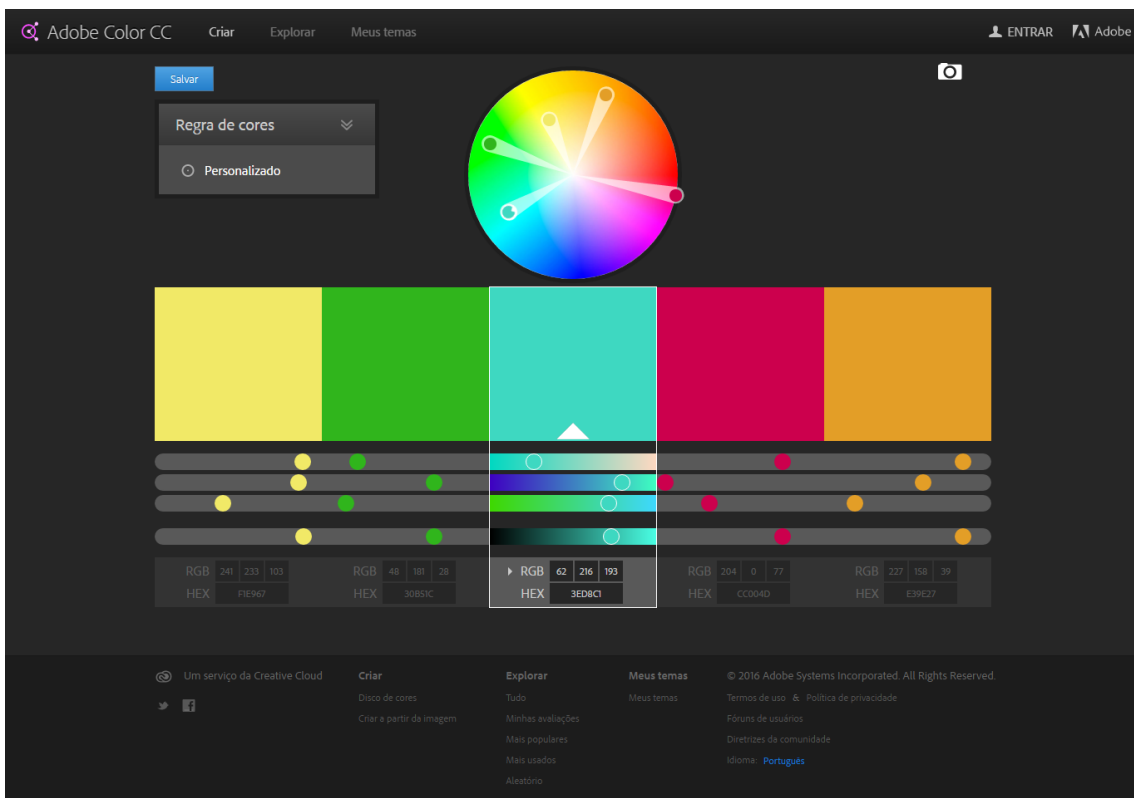 Adobe Color CC Criar Explorar Meus temas ENTRAR Adobe
Salvar
Regra de cores
Personalizado
RGB 241 233 103 RGB 48 181 28 RGB 62 216 193 RGB 204 0 77 RGB 227 158 39
HEX F1E967 HEX 30B51C HEX 3ED8C1 HEX CC004D HEX E39E27
Um serviço da Creative Cloud Criar Explorar Meus temas © 2016 Adobe Systems Incorporated. All Rights Reserved.
Disco de cores Tudo Meus temas Termos de uso & Política de privacidade
Criar a partir da imagem Minhas avaliações Fóruns de usuários
Mais populares Diretrizes da comunidade
Mais usados Idioma: Português
Aleatório